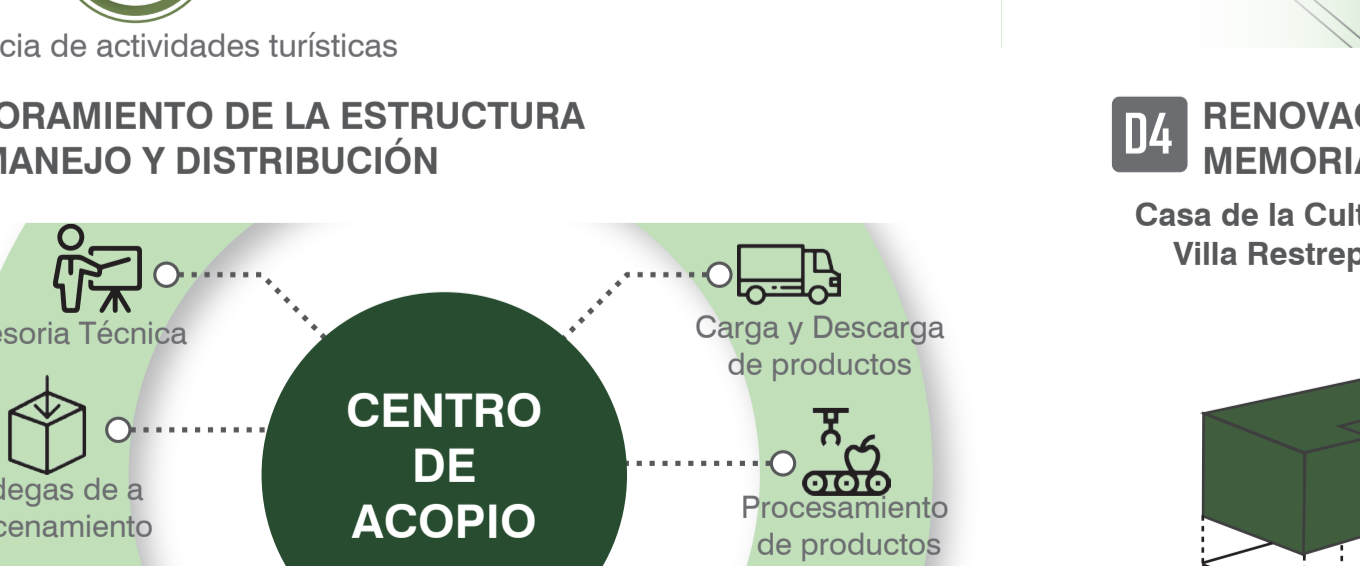 cia de actividades turísticas
ORAMIENTO DE LA ESTRUCTURA
MANEJO Y DISTRIBUCIÓN
esoria Técnica
degas de a
cenamiento
CENTRO
DE
ACOPIO
Carga y Descarga
de productos
Procesamiento
de productos
D4
RENOVAC
MEMORIA
Casa de la Cult
Villa Restrep